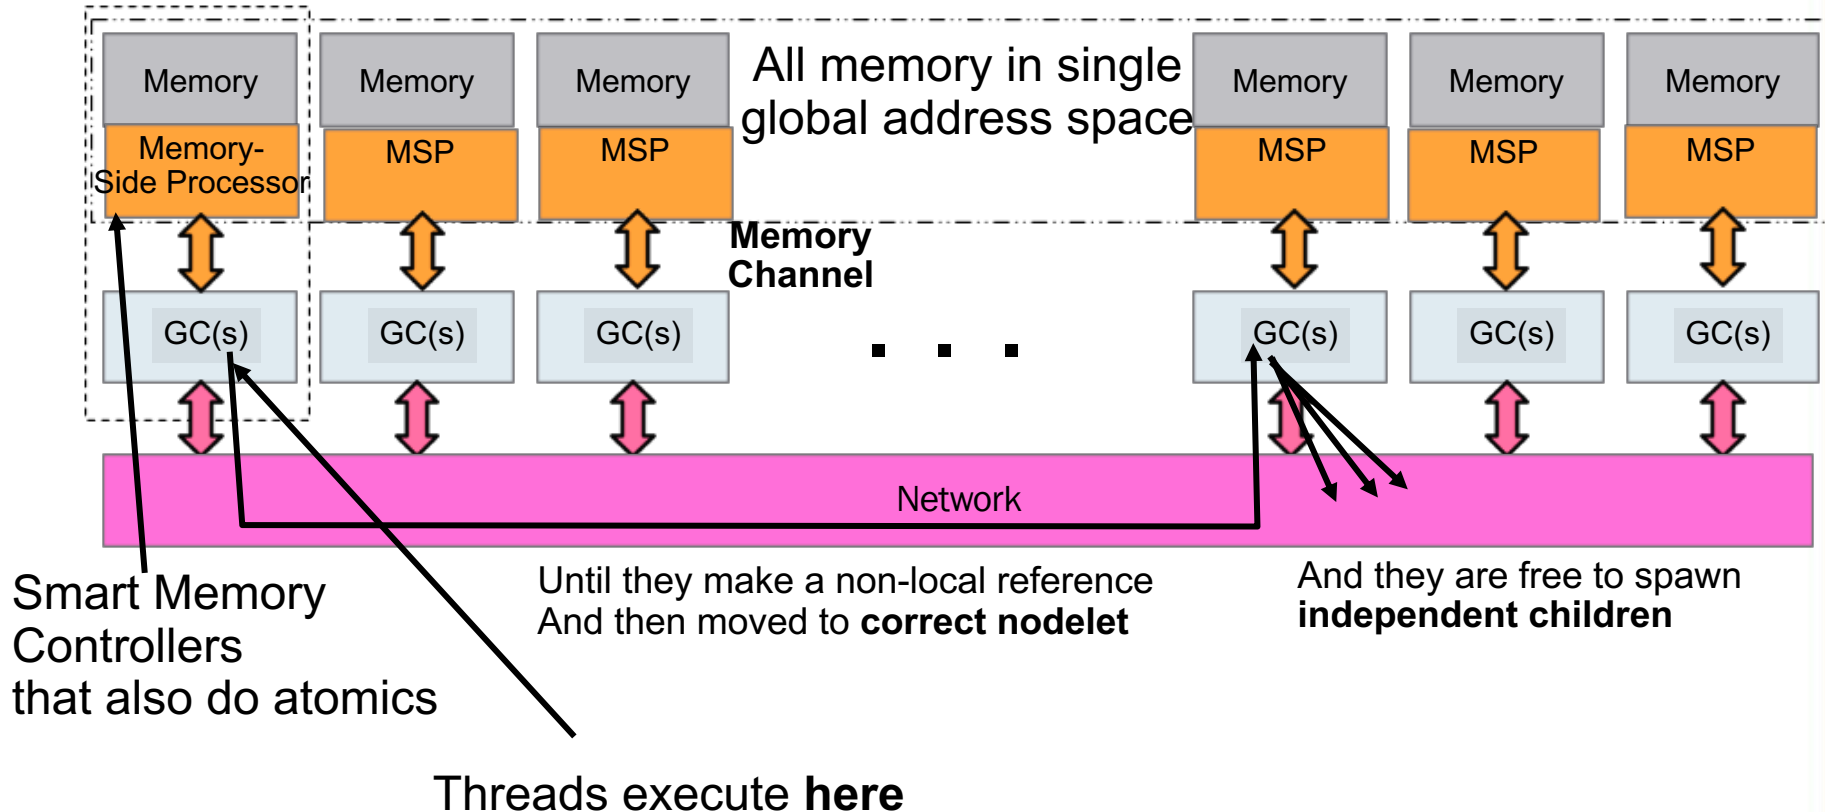 Memory
Memory
Memory
All memory in single
global address space
Memory
Memory
Memory
Memory-
Side Processor
MSP
MSP
MSP
MSP
MSP
Memory
Channel
GC(s)
GC(s)
GC(s)
. . .
GC(s)
GC(s)
GC(s)
Network
Smart Memory
Controllers
that also do atomics
Until they make a non-local reference
And then moved to correct nodelet
And they are free to spawn
independent children
Threads execute here